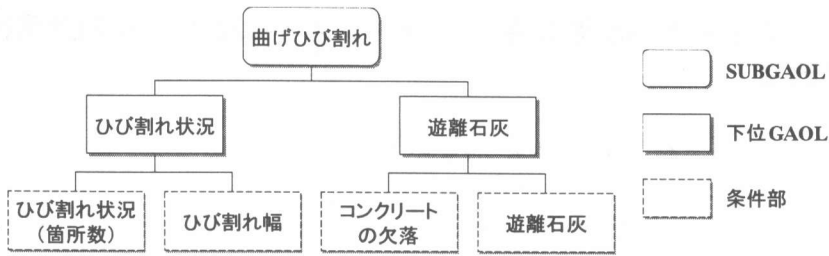 曲げひび割れ
SUBGAOL
ひび割れ状況
遊離石灰
下位GAOL
ひび割れ状況
(箇所数)
ひび割れ幅
コンクリート
の欠落
遊離石灰
条件部